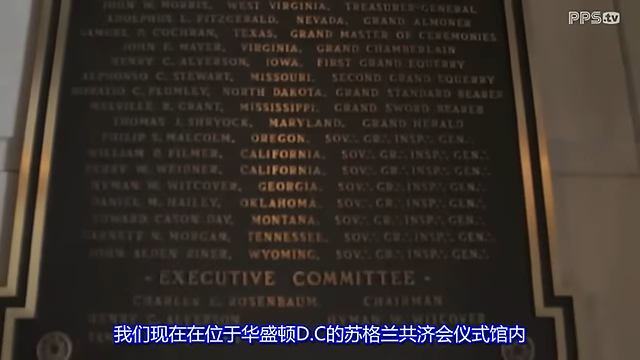 PPS.tv
JOHN W. MORRIS, WEST VIRGINIA, TREASURER-GENERAL
ADOLPHUS L. FITZGERALD, NEVADA, GRAND ALMONER
SAMUEL P. COCHRAN, TEXAS, GRAND MASTER OF CEREMONIES
JOHN F. MAYER, VIRGINIA, GRAND CHAMBERLAIN
HENRY C. ALVERSON, IOWA, FIRST GRAND EQUERRY
ALPHONSO C. STEWART, MISSOURI, SECOND GRAND EQUERRY
HORATIO C. PLUMLEY, NORTH DAKOTA, GRAND STANDARD BEARER
MELVILLE R. GRANT, MISSISSIPPI, GRAND SWORD BEARER
THOMAS J. SHRYOCK, MARYLAND, GRAND HERALD
PHILIP S. MALCOLM, OREGON, SOV∴ GR∴ INSP∴ GEN∴
WILLIAM P. FILMER, CALIFORNIA, SOV∴ GR∴ INSP∴ GEN∴
PERRY W. WEIDNER, CALIFORNIA, SOV∴ GR∴ INSP∴ GEN∴
HYMAN W. WITCOVER, GEORGIA, SOV∴ GR∴ INSP∴ GEN∴
DANIEL M. HAILEY, OKLAHOMA, SOV∴ GR∴ INSP∴ GEN∴
EDWARD CASON DAY, MONTANA, SOV∴ GR∴ INSP∴ GEN∴
GARNETT N. MORGAN, TENNESSEE, SOV∴ GR∴ INSP∴ GEN∴
JOHN ALDEN RINER, WYOMING, SOV∴ GR∴ INSP∴ GEN∴
- EXECUTIVE COMMITTEE -
CHARLES E. ROSENBAUM, CHAIRMAN
HENRY C. ALVERSON HYMAN W. WITCOVER
我们现在在位于华盛顿D.C的苏格兰共济会仪式馆内